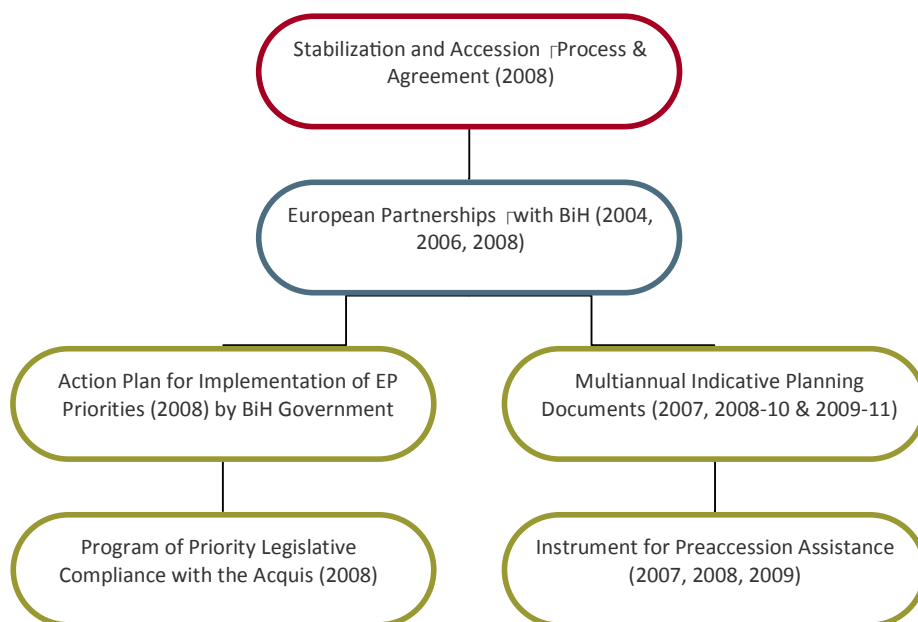 Stabilization and Accession ┌Process &
Agreement (2008)
European Partnerships ┌with BiH (2004,
2006, 2008)
Action Plan for Implementation of EP
Priorities (2008) by BiH Government
Multiannual Indicative Planning
Documents (2007, 2008-10 & 2009-11)
Program of Priority Legislative
Compliance with the Acquis (2008)
Instrument for Preaccession Assistance
(2007, 2008, 2009)